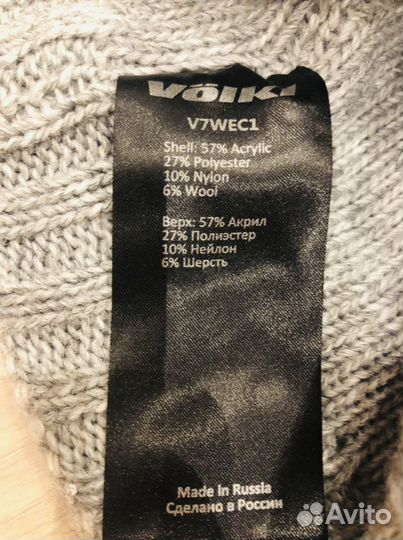 Völkl
V7WEC1
Shell: 57% Acrylic
27% Polyester
10% Nylon
6% Wool
Верх: 57% Акрил
27% Полиэстер
10% Нейлон
6% Шерсть
Made in Russia
Сделано в России
Avito